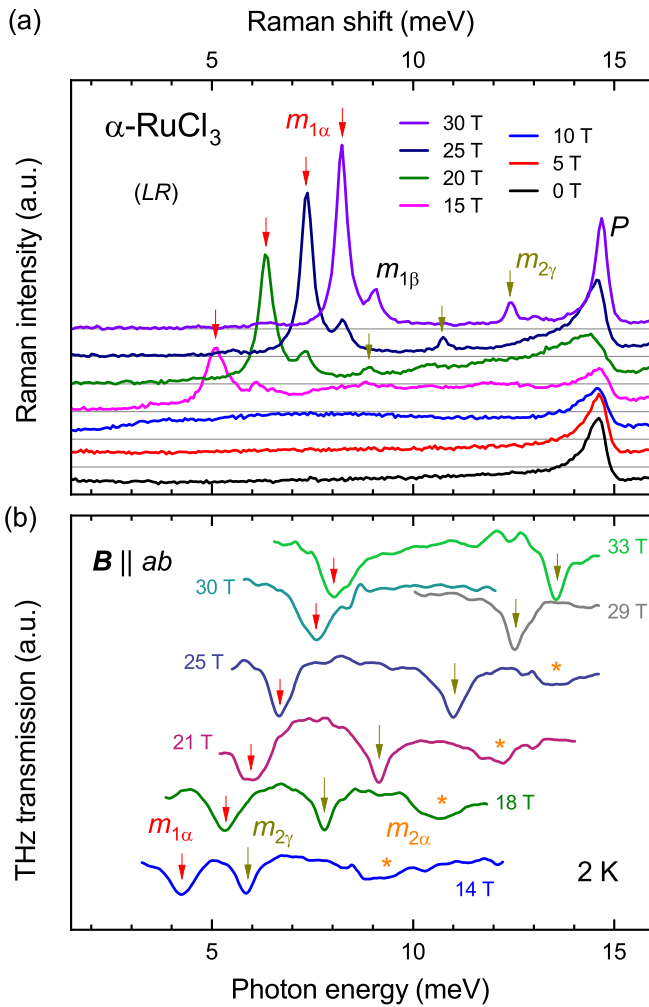 (a)
Raman shift (meV)
5 10 15
α-RuCl3
(LR)
m1α
30 T 10 T
25 T 5 T
20 T 0 T
15 T
P
m1β
m2γ
Raman intensity (a.u.)
(b)
B || ab
33 T
30 T
29 T
25 T
*
21 T
*
18 T
*
m1α m2γ m2α
*
14 T
2 K
THz transmission (a.u.)
5 10 15
Photon energy (meV)